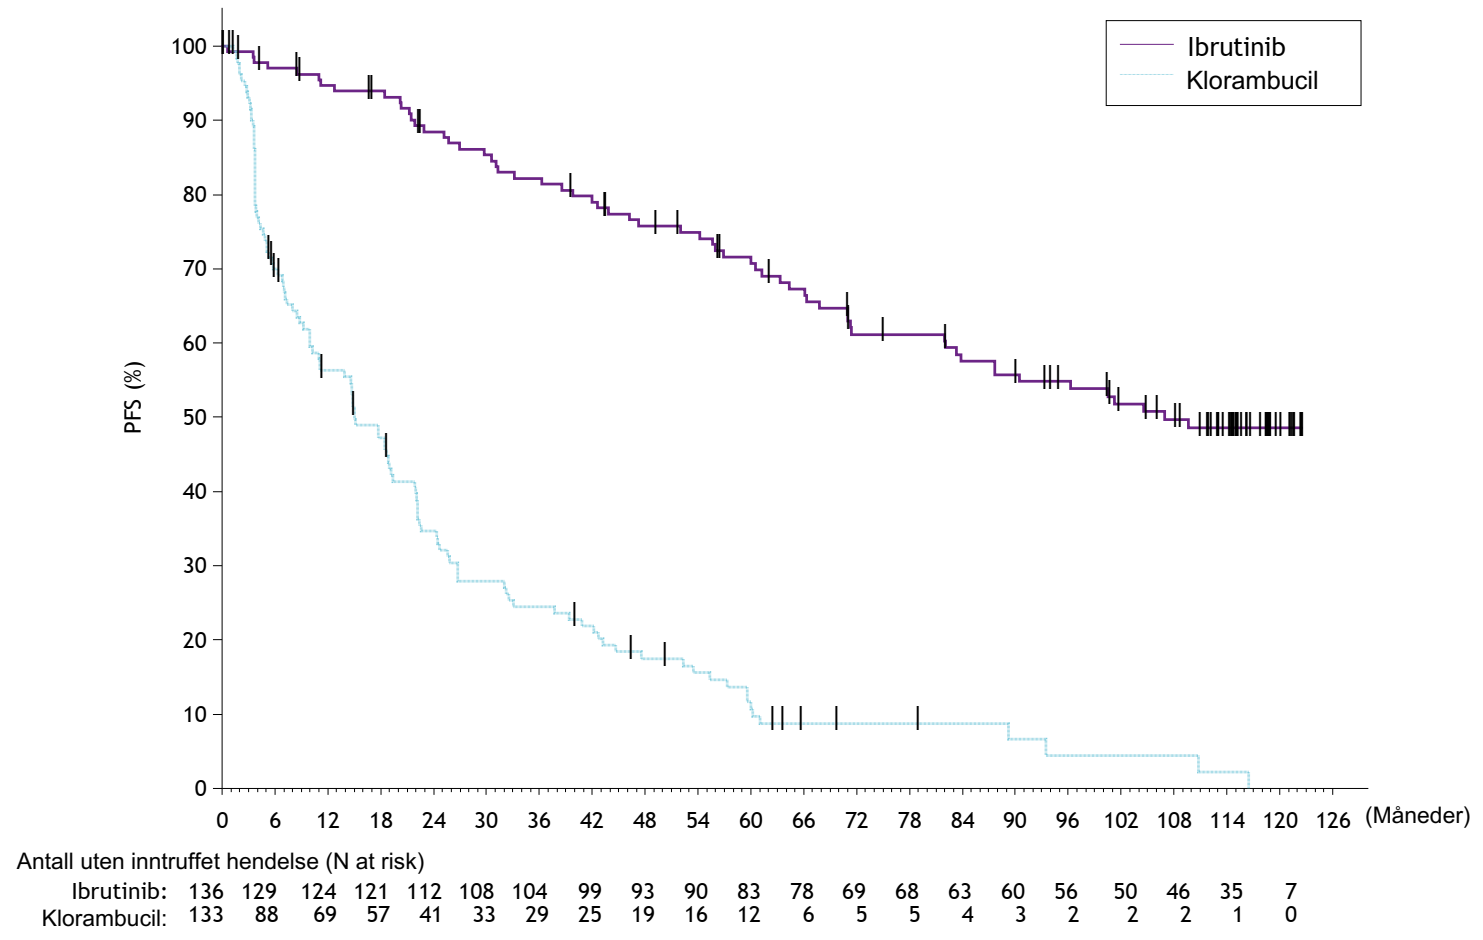 Ibrutinib
Klorambucil
PFS (%)
100
90
80
70
60
50
40
30
20
10
0
0 6 12 18 24 30 36 42 48 54 60 66 72 78 84 90 96 102 108 114 120 126 (Måneder)
Antall uten inntruffet hendelse (N at risk)
Ibrutinib: 136 129 124 121 112 108 104 99 93 90 83 78 69 68 63 60 56 50 46 35 7
Klorambucil: 133 88 69 57 41 33 29 25 19 16 12 6 5 5 4 3 2 2 2 1 0